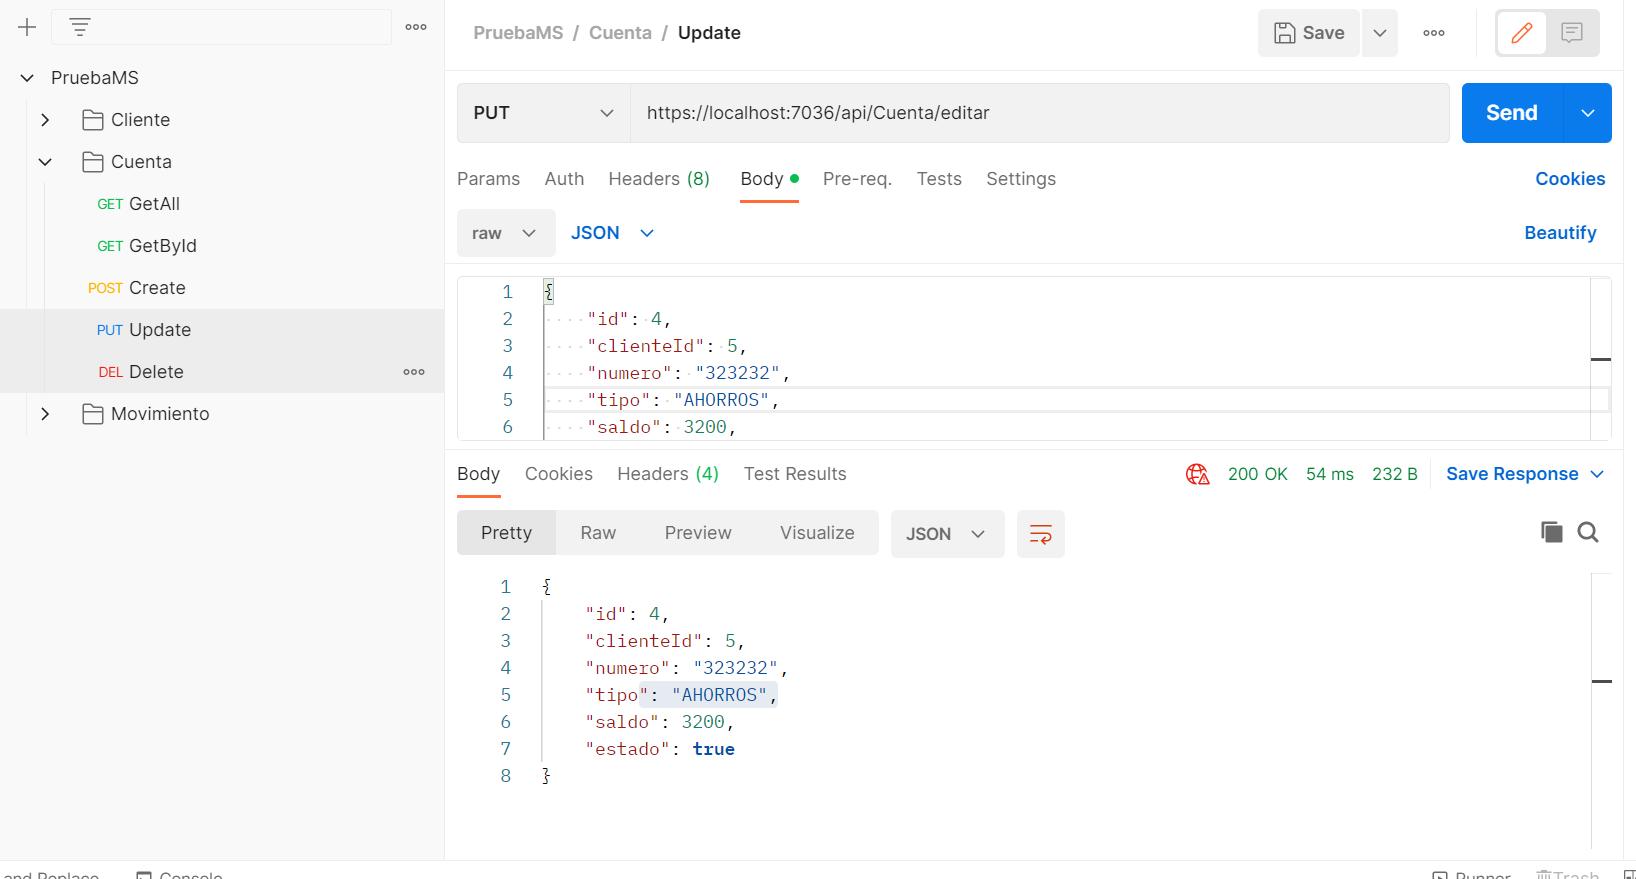 PruebaMS / Cuenta / Update
Save
PruebaMS
Cliente
Cuenta
GET GetAll
GET GetById
POST Create
PUT Update
DEL Delete
Movimiento
PUT
https://localhost:7036/api/Cuenta/editar
Send
Params Auth Headers (8) Body Pre-req. Tests Settings
Cookies
raw JSON
Beautify
1 {
2 "id": 4,
3 "clienteId": 5,
4 "numero": "323232",
5 "tipo": "AHORROS",
6 "saldo": 3200,
Body Cookies Headers (4) Test Results
200 OK 54 ms 232 B Save Response
Pretty Raw Preview Visualize JSON
1 {
2 "id": 4,
3 "clienteId": 5,
4 "numero": "323232",
5 "tipo": "AHORROS",
6 "saldo": 3200,
7 "estado": true
8 }
and Replace Console Runner Trash